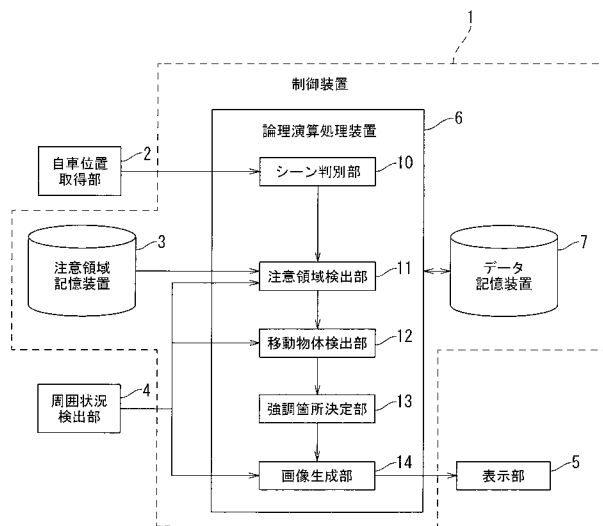 1
制御装置
論理演算処理装置
6
自車位置
取得部
2
シーン判別部
10
注意領域
記憶装置
3
注意領域検出部
11
データ
記憶装置
7
移動物体検出部
12
周囲状況
検出部
4
強調箇所決定部
13
画像生成部
14
表示部
5